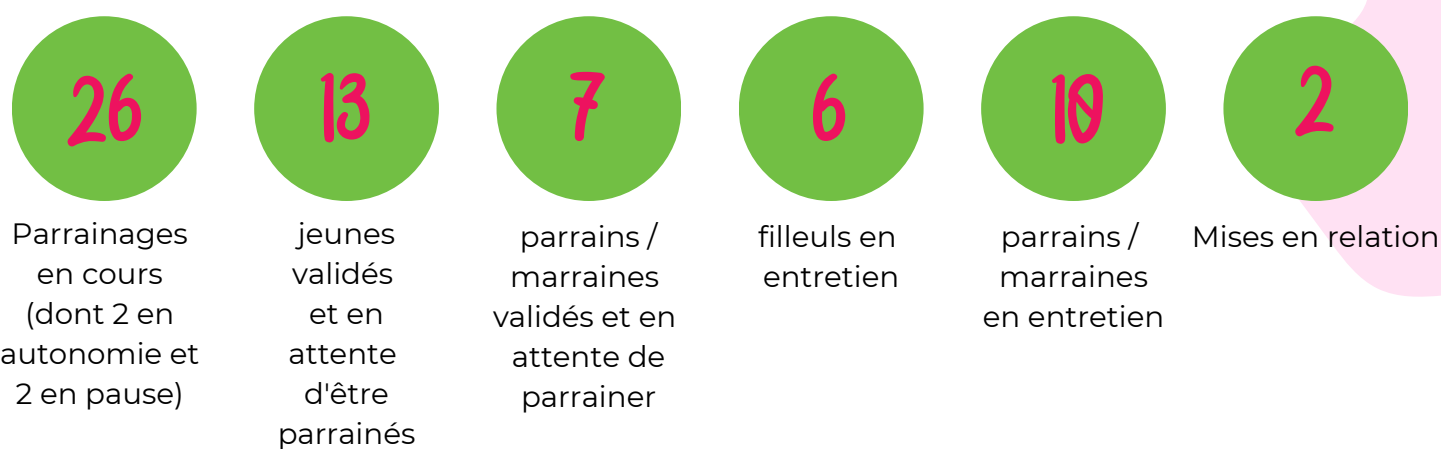 26
Parrainages
en cours
(dont 2 en
autonomie et
2 en pause)
13
jeunes
validés
et en
attente
d'être
parrainés
7
parrains /
marraines
validés et en
attente de
parrainer
6
filleuls en
entretien
10
parrains /
marraines
en entretien
2
Mises en relation